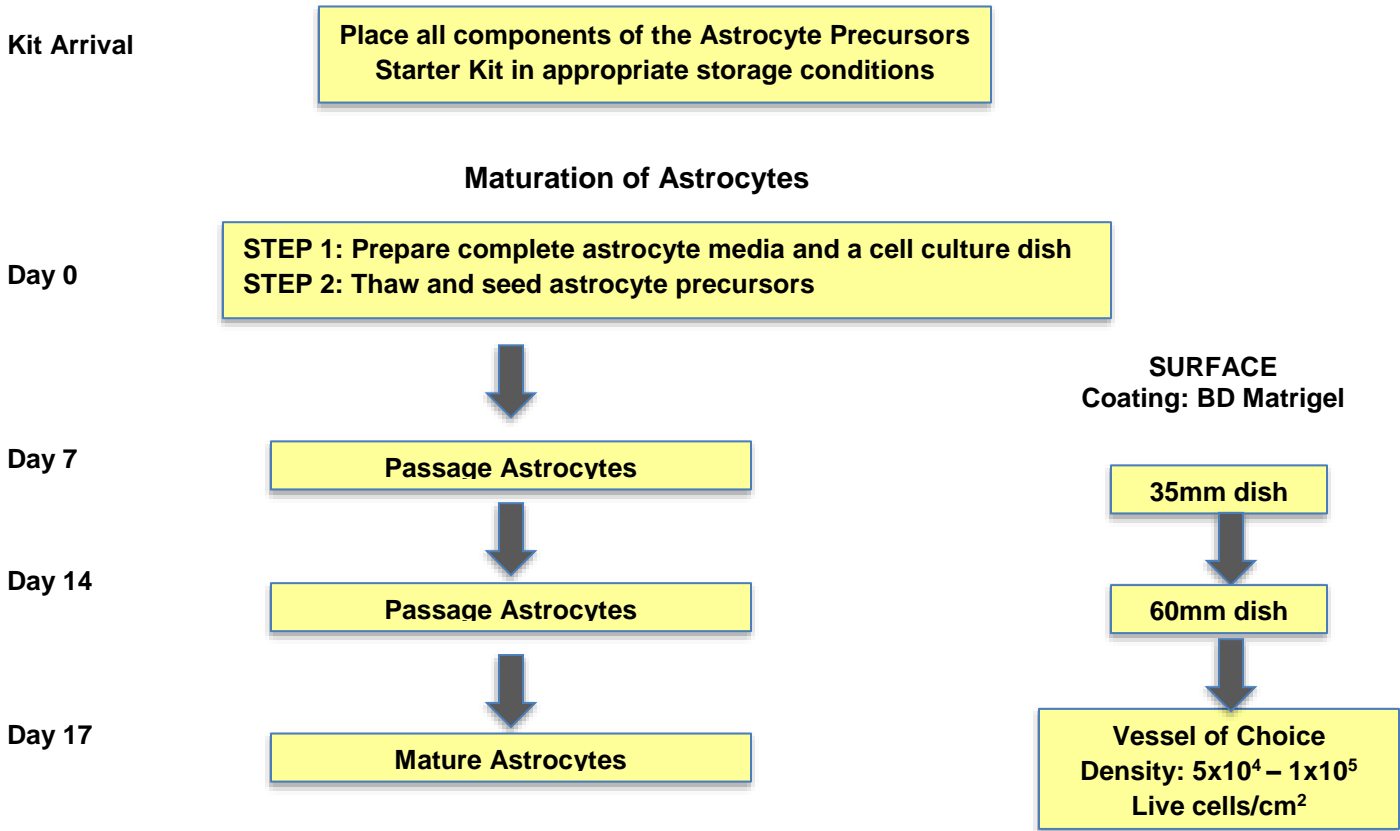 Kit Arrival
Place all components of the Astrocyte Precursors
Starter Kit in appropriate storage conditions
Maturation of Astrocytes
Day 0
STEP 1: Prepare complete astrocyte media and a cell culture dish
STEP 2: Thaw and seed astrocyte precursors
SURFACE
Coating: BD Matrigel
Day 7
Passage Astrocytes
35mm dish
Day 14
Passage Astrocytes
60mm dish
Day 17
Mature Astrocytes
Vessel of Choice
Density: 5x10⁴ – 1x10⁵
Live cells/cm²